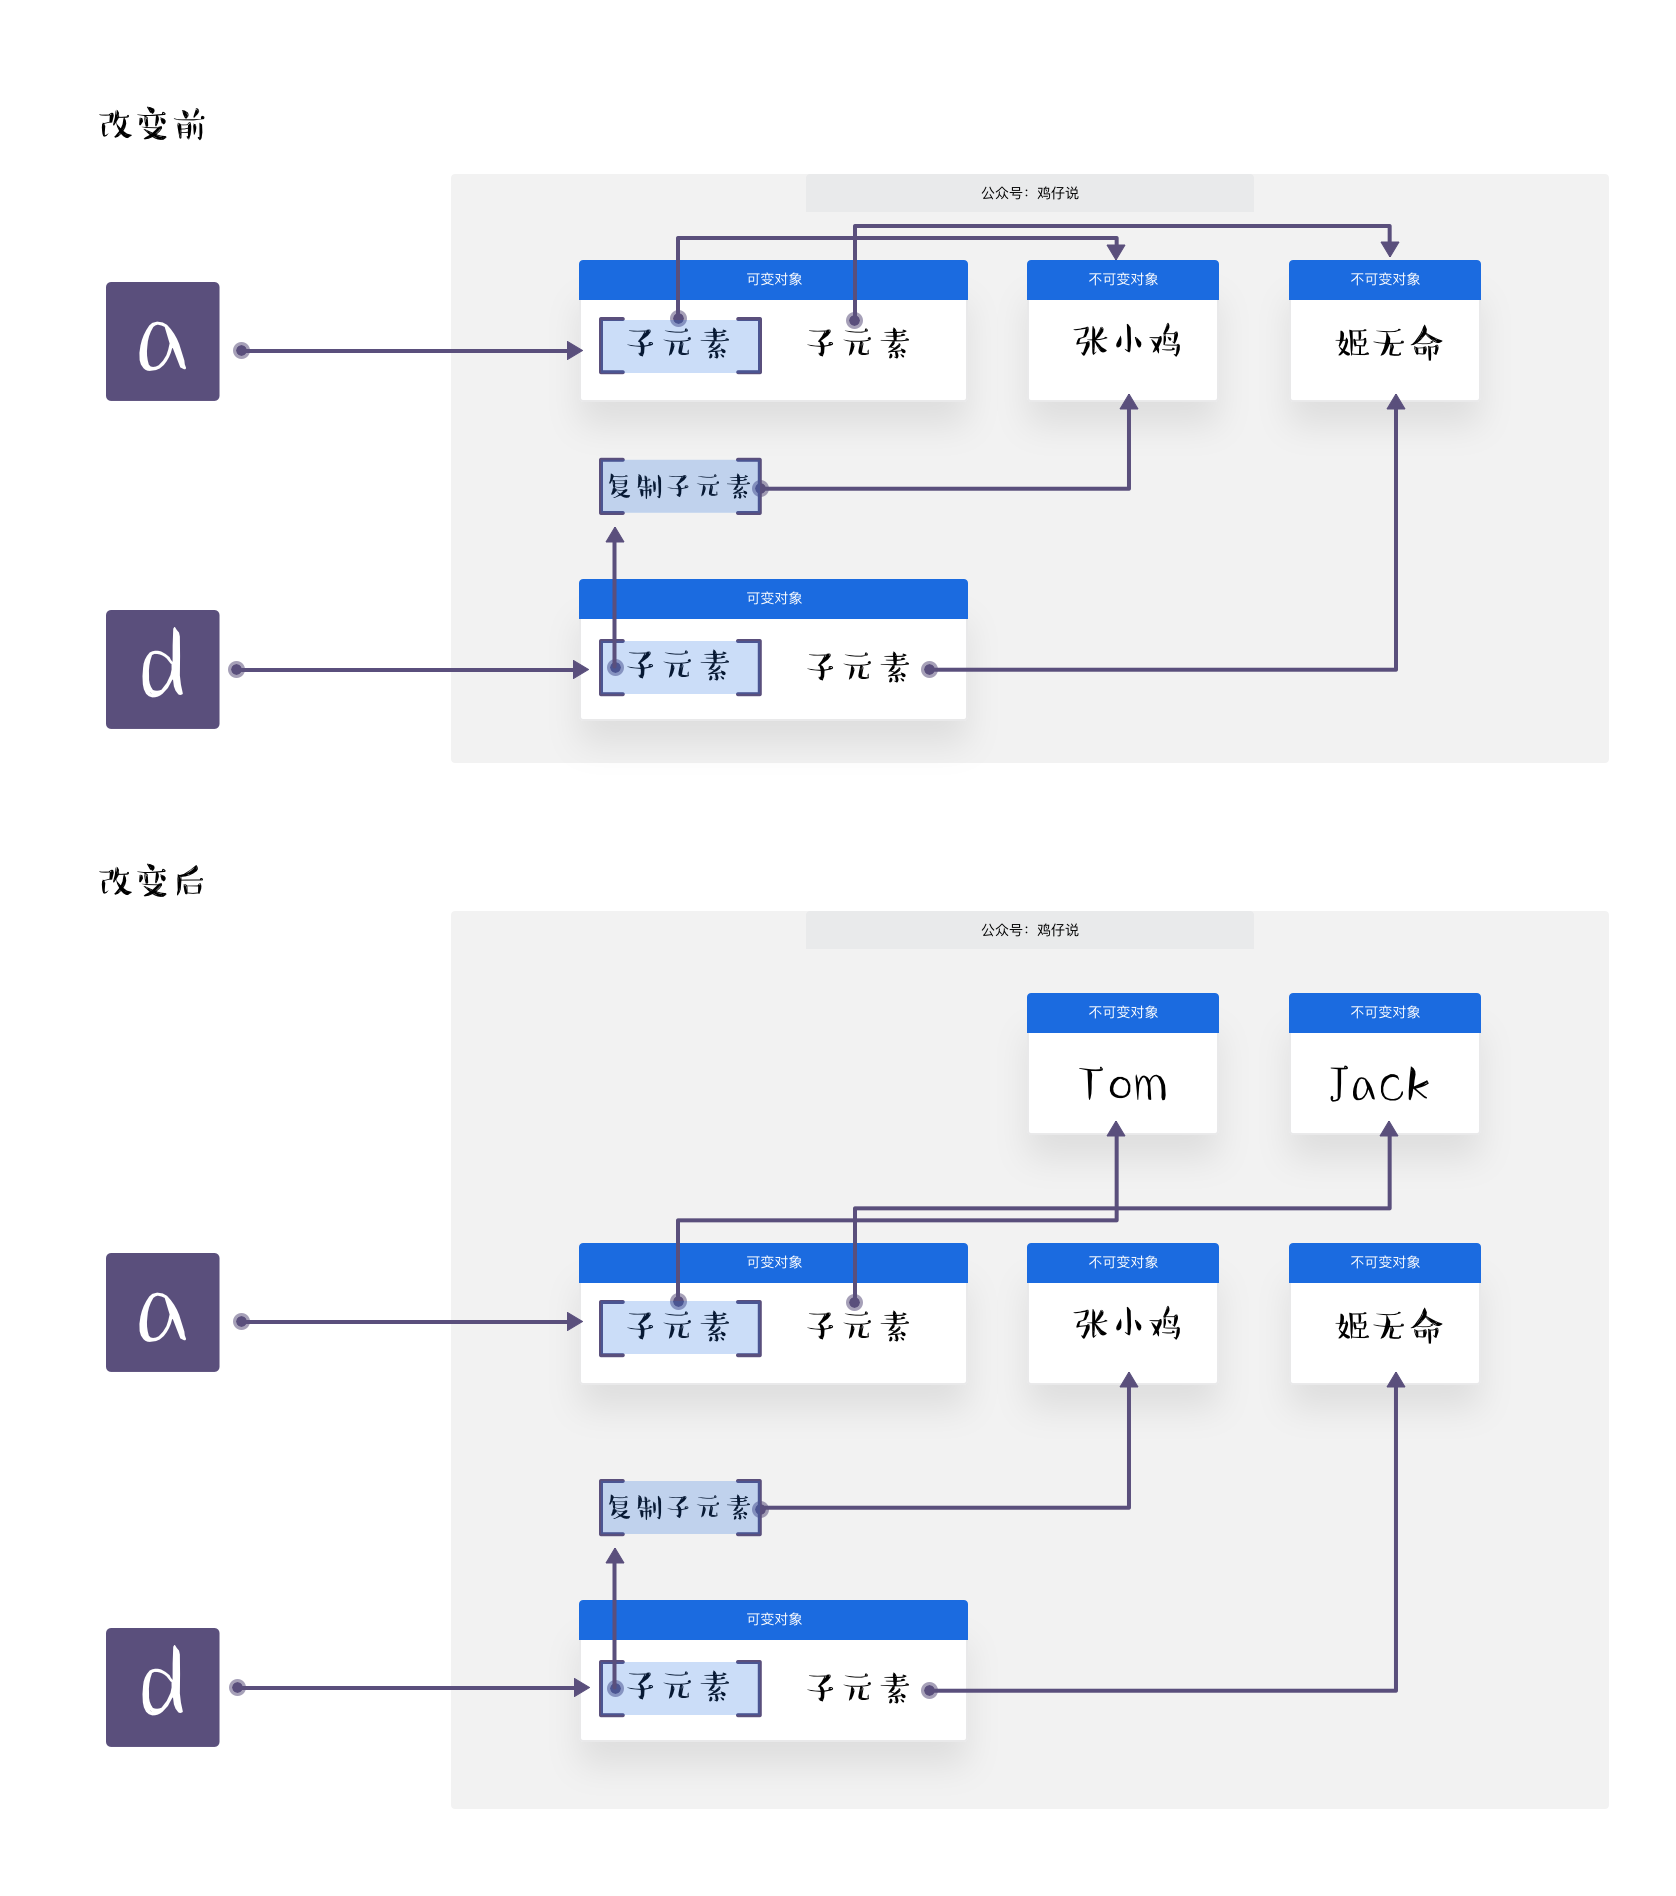 改变前
公众号：鸡仔说
可变对象
不可变对象
不可变对象
a
子元素
子元素
张小鸡
姬无命
复制子元素
可变对象
d
子元素
子元素
改变后
公众号：鸡仔说
不可变对象
不可变对象
Tom
Jack
可变对象
不可变对象
不可变对象
a
子元素
子元素
张小鸡
姬无命
复制子元素
可变对象
d
子元素
子元素